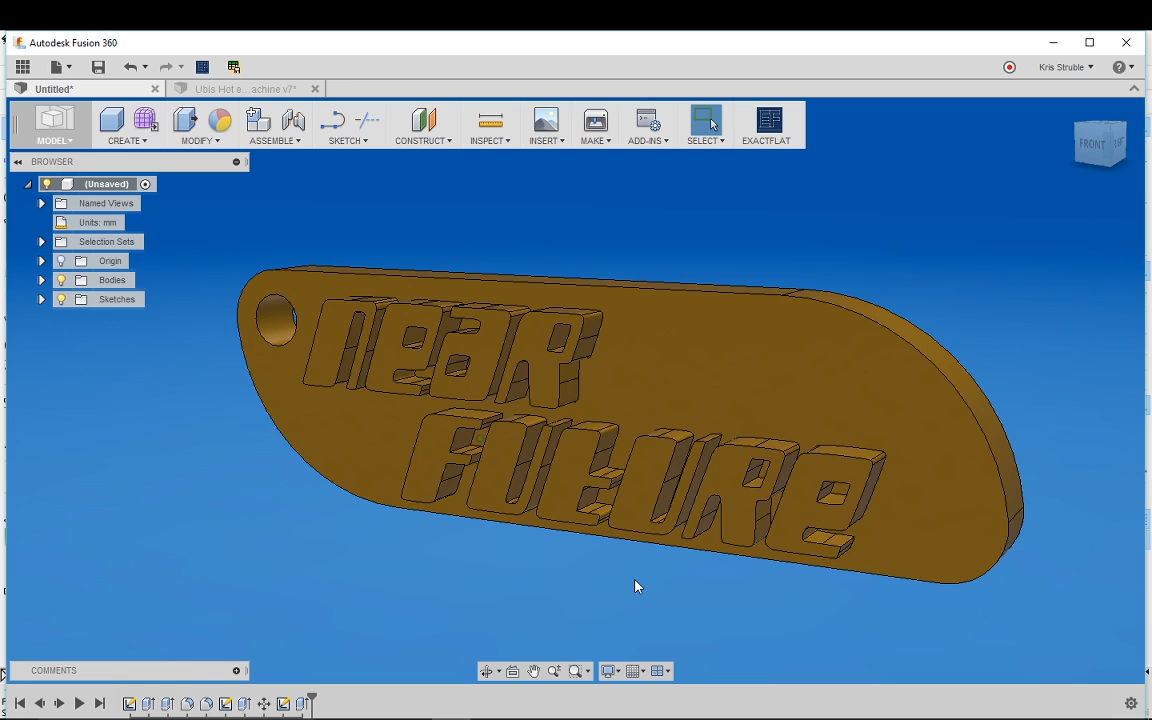 Autodesk Fusion 360
Kris Struble
Untitled*
Ubis Hot e...achine v7*
MODEL
CREATE
MODIFY
ASSEMBLE
SKETCH
CONSTRUCT
INSPECT
INSERT
MAKE
ADD-INS
SELECT
EXACTFLAT
FRONT
BROWSER
(Unsaved)
Named Views
Units: mm
Selection Sets
Origin
Bodies
Sketches
neaR
FutuRe
COMMENTS